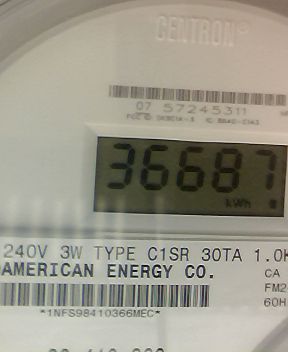 CENTRON®
07 57245311
36687
kWh
240V 3W TYPE C1SR 30TA 1.0K
AMERICAN ENERGY CO.
CA
FM2
60H
*1NFS98410366MEC*